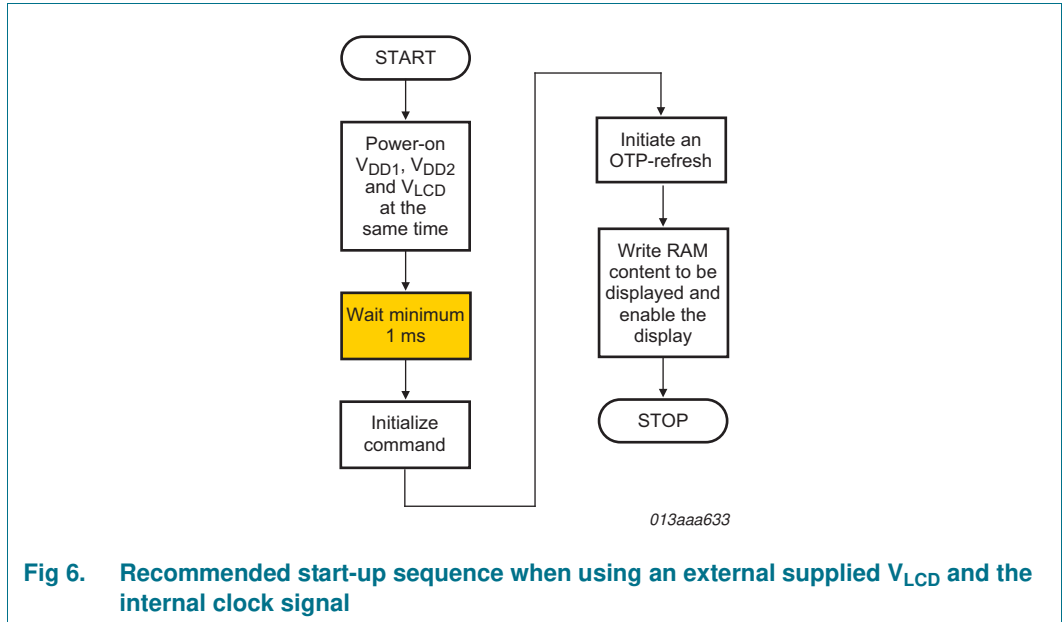 START
Power-on
VDD1, VDD2
and VLCD
at the
same time
Wait minimum
1 ms
Initialize
command
Initiate an
OTP-refresh
Write RAM
content to be
displayed and
enable the
display
STOP
013aaa633
Fig 6. Recommended start-up sequence when using an external supplied VLCD and the
internal clock signal